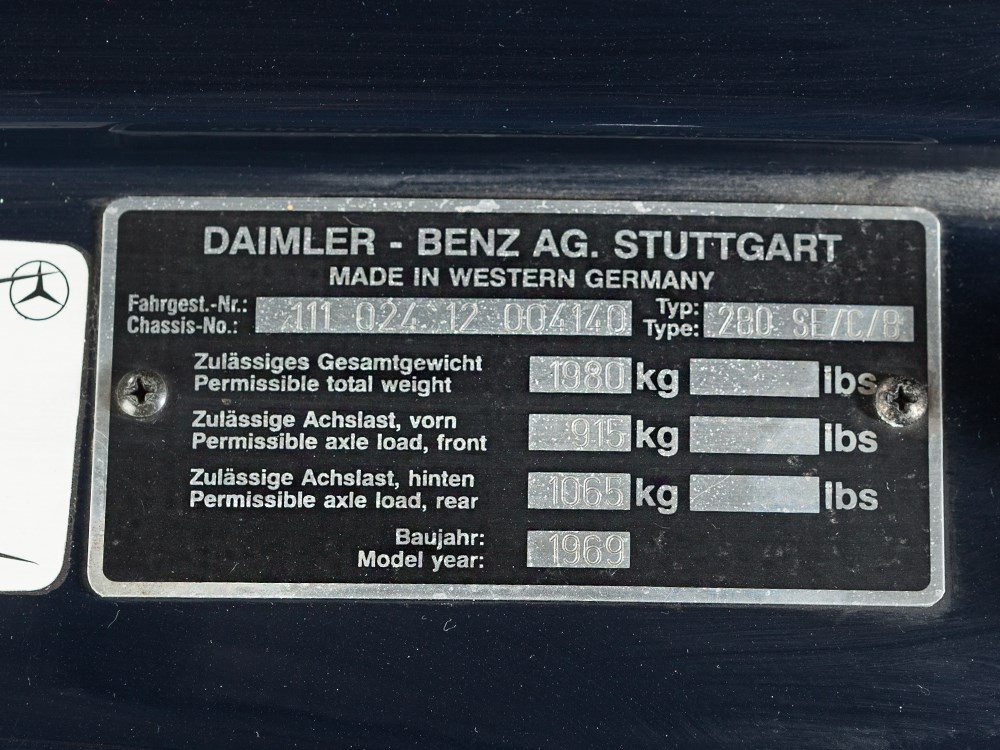 DAIMLER - BENZ AG. STUTTGART
MADE IN WESTERN GERMANY
Fahrgest.-Nr.: 111 024 12 004140 Typ: 280 SE/C/8
Chassis-No.: Type:
Zulässiges Gesamtgewicht 1980 kg lbs
Permissible total weight
Zulässige Achslast, vorn 915 kg lbs
Permissible axle load, front
Zulässige Achslast, hinten 1065 kg lbs
Permissible axle load, rear
Baujahr: 1969
Model year: